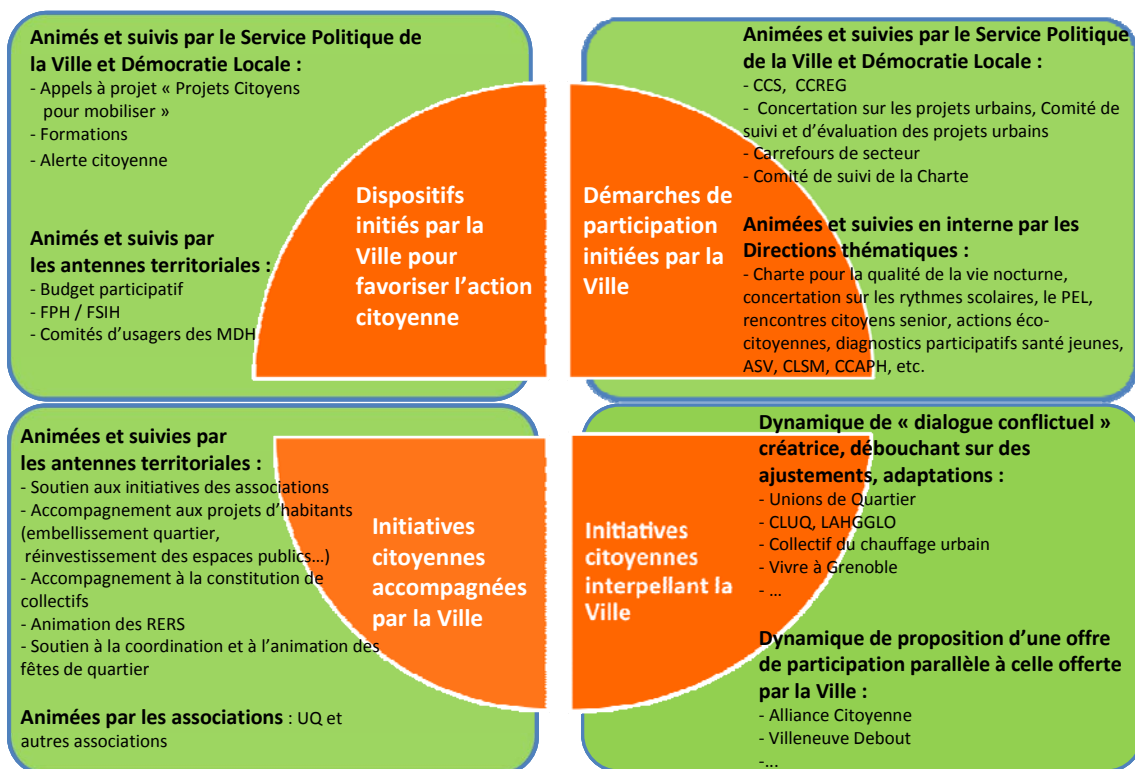 Animés et suivis par le Service Politique de
la Ville et Démocratie Locale :
- Appels à projet « Projets Citoyens
pour mobiliser »
- Formations
- Alerte citoyenne
Animés et suivis par
les antennes territoriales :
- Budget participatif
- FPH / FSIH
- Comités d'usagers des MDH
Dispositifs
initiés par la
Ville pour
favoriser l'action
citoyenne
Démarches de
participation
initiées par la
Ville
Animées et suivies par le Service Politique
de la Ville et Démocratie Locale :
- CCS, CCREG
- Concertation sur les projets urbains, Comité de
suivi et d'évaluation des projets urbains
- Carrefours de secteur
- Comité de suivi de la Charte
Animées et suivies en interne par les
Directions thématiques :
- Charte pour la qualité de la vie nocturne,
concertation sur les rythmes scolaires, le PEL,
rencontres citoyens senior, actions éco-
citoyennes, diagnostics participatifs santé jeunes,
ASV, CLSM, CCAPH, etc.
Animées et suivies par
les antennes territoriales :
- Soutien aux initiatives des associations
- Accompagnement aux projets d'habitants
(embellissement quartier,
réinvestissement des espaces publics…)
- Accompagnement à la constitution de
collectifs
- Animation des RERS
- Soutien à la coordination et à l'animation des
fêtes de quartier
Animées par les associations : UQ et
autres associations
Initiatives
citoyennes
accompagnées
par la Ville
Initiatives
citoyennes
interpellant la
Ville
Dynamique de « dialogue conflictuel »
créatrice, débouchant sur des
ajustements, adaptations :
- Unions de Quartier
- CLUQ, LAHGGLO
- Collectif du chauffage urbain
- Vivre à Grenoble
- …
Dynamique de proposition d'une offre
de participation parallèle à celle offerte
par la Ville :
- Alliance Citoyenne
- Villeneuve Debout
-…